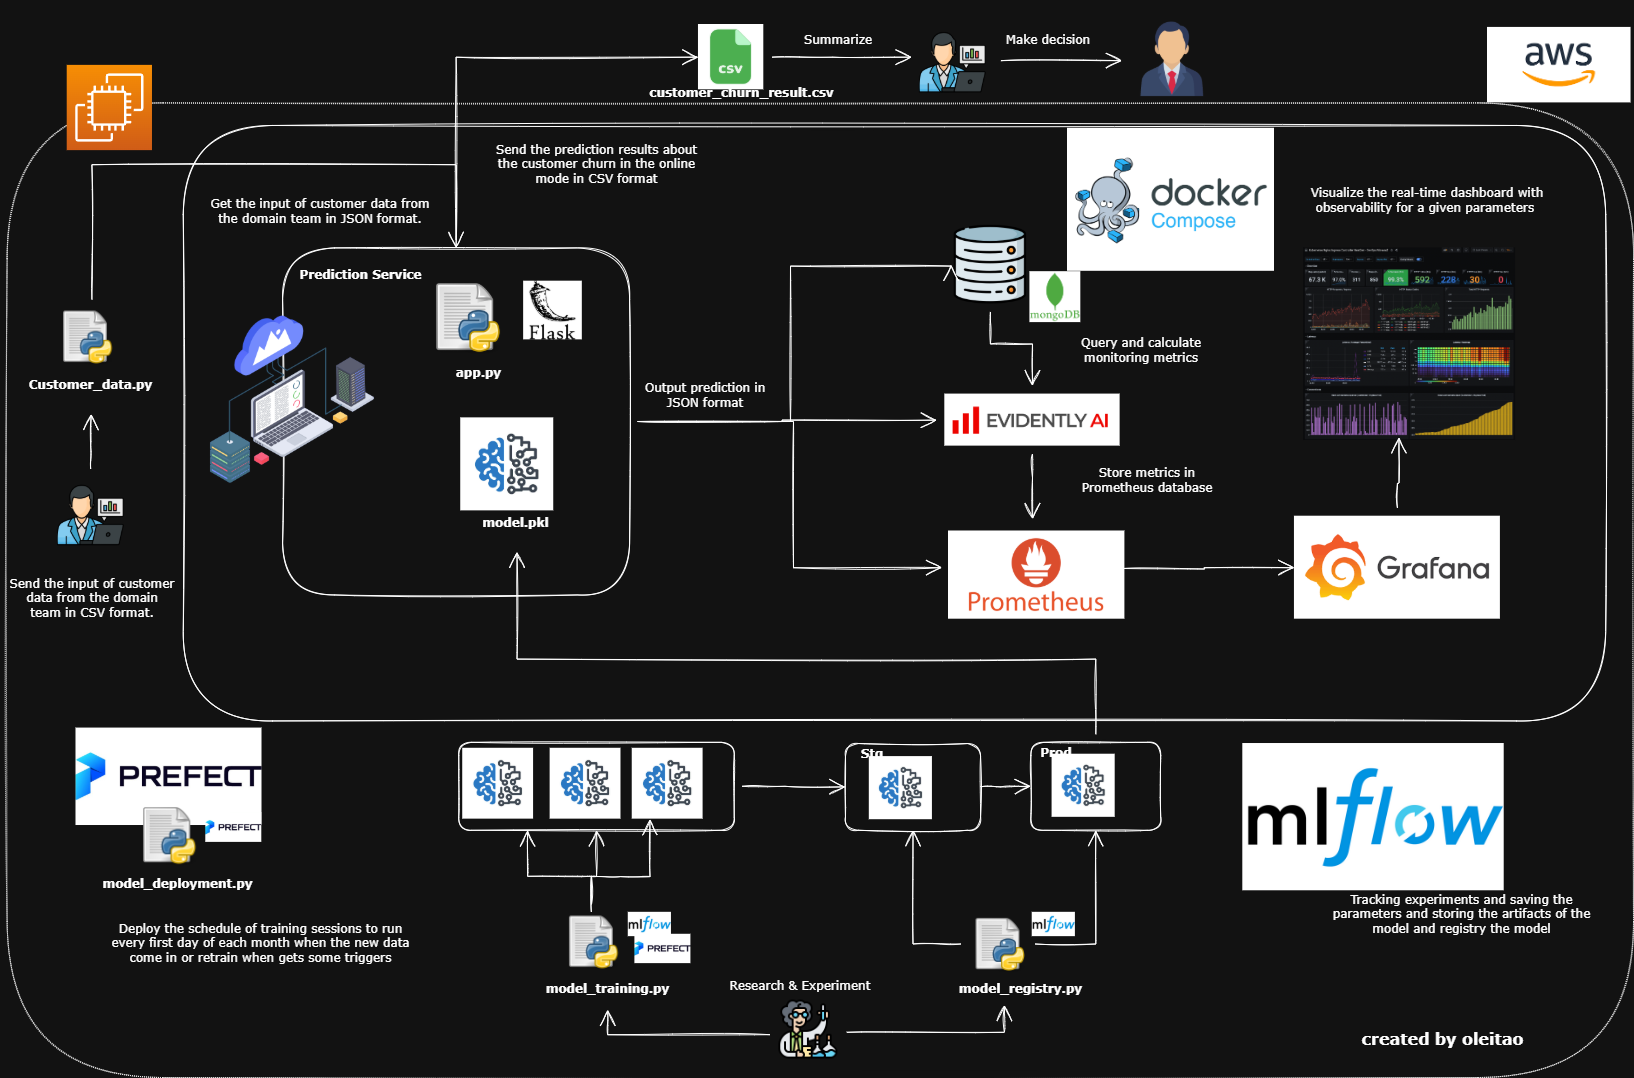 csv
customer_churn_result.csv
Summarize
Make decision
aws
Send the prediction results about
the customer churn in the online
mode in CSV format
Get the input of customer data from
the domain team in JSON format.
docker
Compose
Visualize the real-time dashboard with
observability for a given parameters
Prediction Service
Flask
app.py
mongoDB
Query and calculate
monitoring metrics
Customer_data.py
Output prediction in
JSON format
EVIDENTLY AI
model.pkl
Store metrics in
Prometheus database
Send the input of customer
data from the domain
team in CSV format.
Prometheus
Grafana
PREFECT
PREFECT
model_deployment.py
Deploy the schedule of training sessions to run
every first day of each month when the new data
come in or retrain when gets some triggers
Stg
Prod
mlflow
Tracking experiments and saving the
parameters and storing the artifacts of the
model and registry the model
mlflow
PREFECT
model_training.py
mlflow
model_registry.py
Research & Experiment
created by oleitao